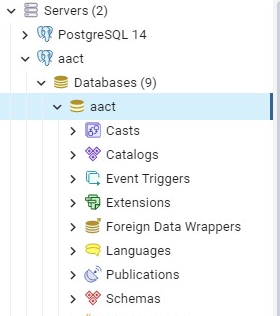 Servers (2)
PostgreSQL 14
aact
Databases (9)
aact
Casts
Catalogs
Event Triggers
Extensions
Foreign Data Wrappers
Languages
Publications
Schemas